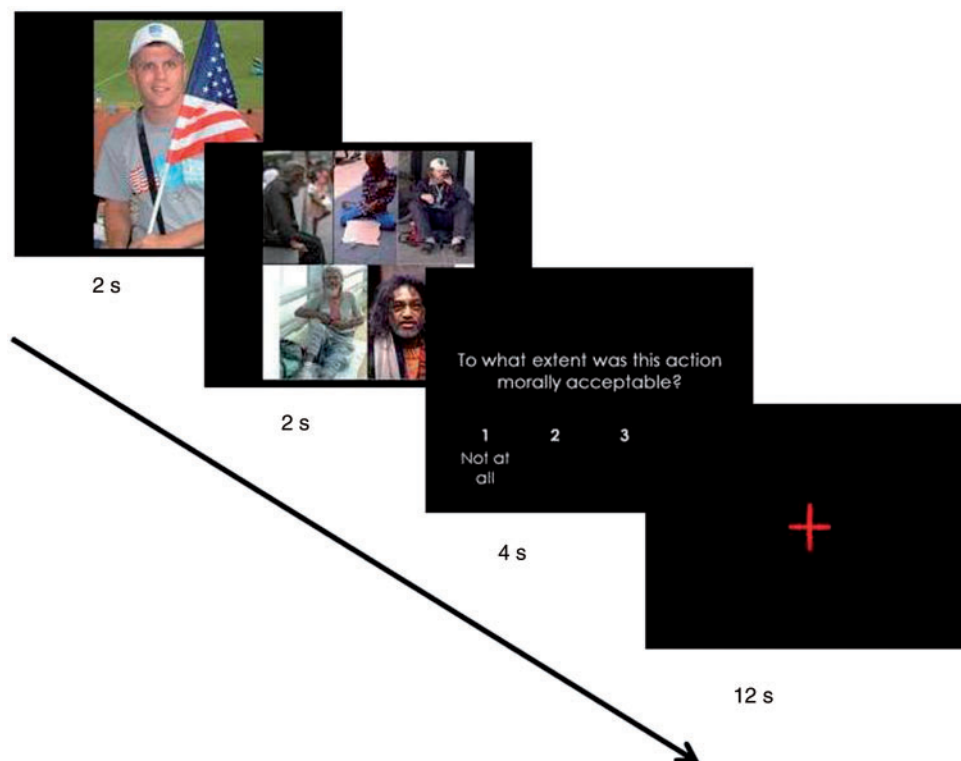 2 s
2 s
To what extent was this action
morally acceptable?
1 2 3
Not at
all
4 s
12 s